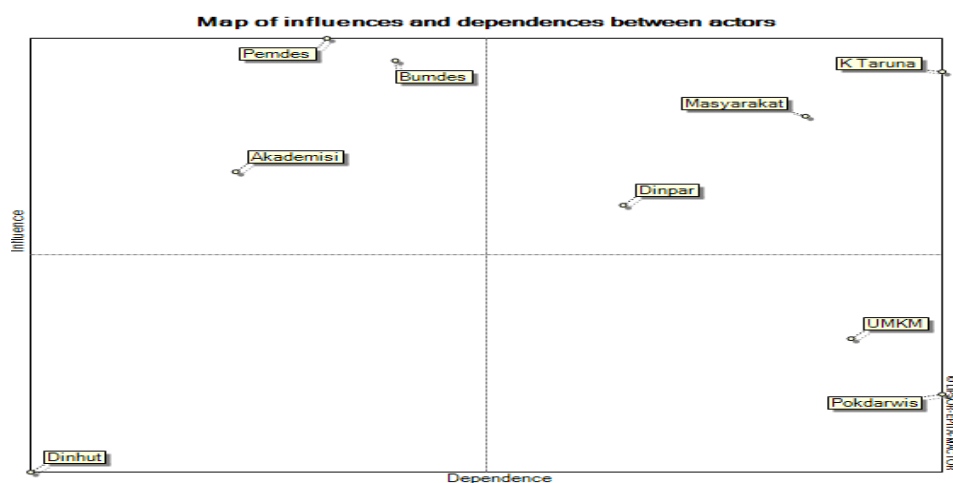 Map of influences and dependences between actors
Pemdes
Bumdes
K Taruna
Masyarakat
Akademisi
Dinpar
Influence
UMKM
Pokdarwis
Dinhut
Dependence